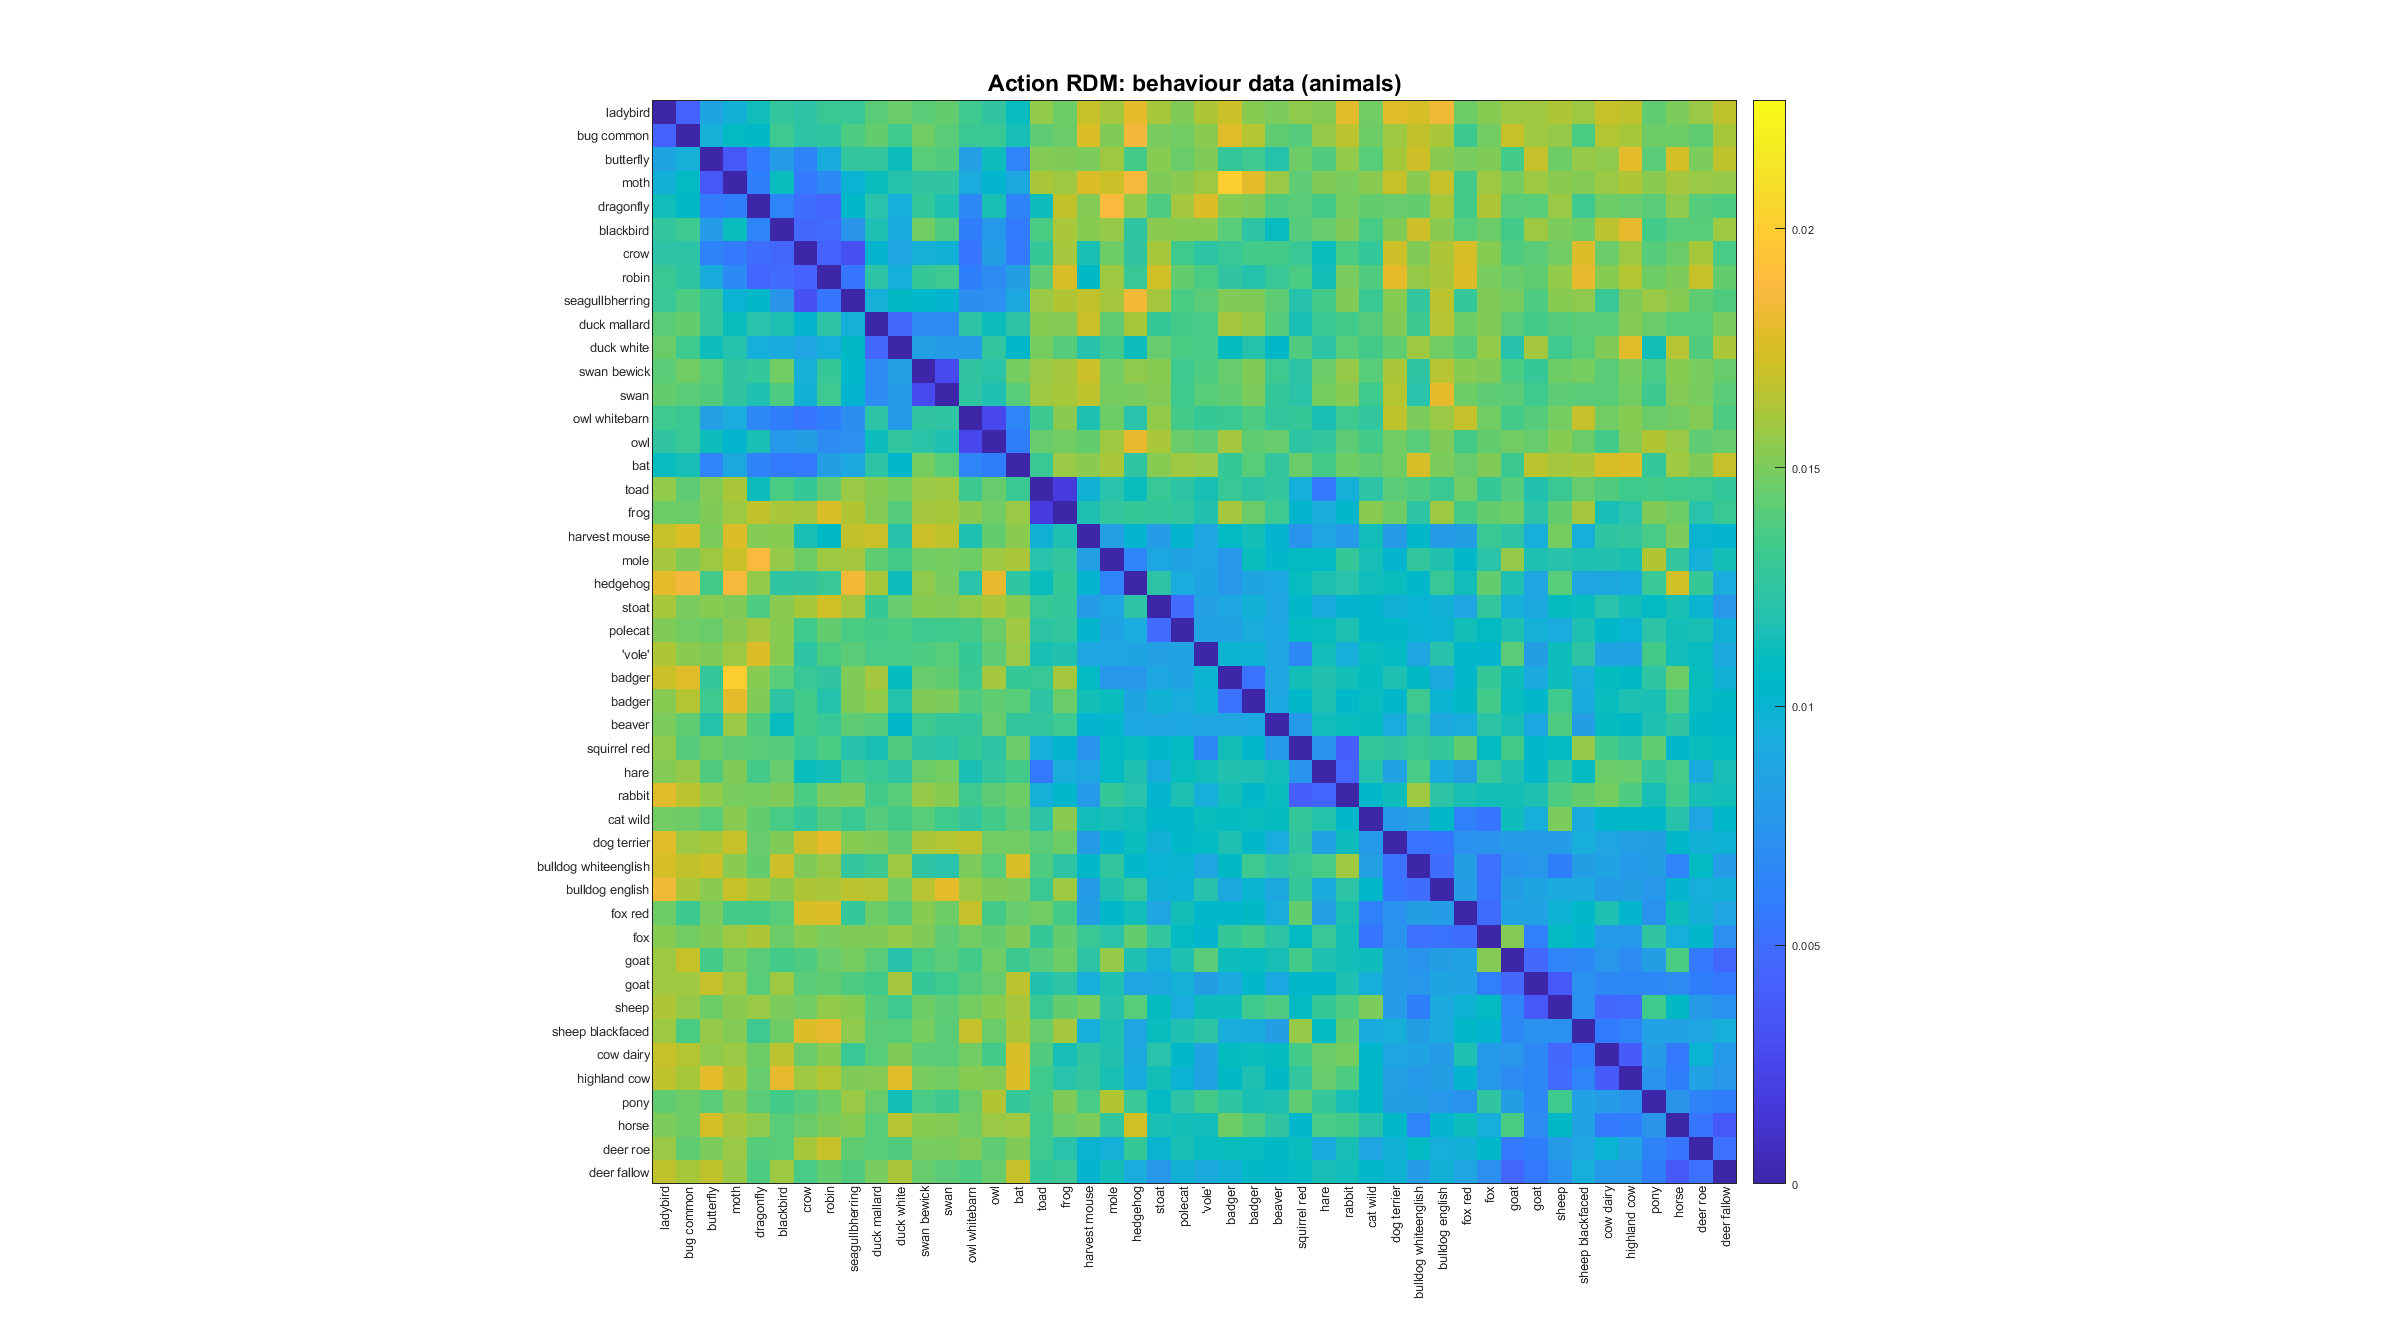 Action RDM: behaviour data (animals)
ladybird
bug common
butterfly
moth
dragonfly
blackbird
crow
robin
seagullbherring
duck mallard
duck white
swan bewick
swan
owl whitebarn
owl
bat
toad
frog
harvest mouse
mole
hedgehog
stoat
polecat
'vole'
badger
badger
beaver
squirrel red
hare
rabbit
cat wild
dog terrier
bulldog whiteenglish
bulldog english
fox red
fox
goat
goat
sheep
sheep blackfaced
cow dairy
highland cow
pony
horse
deer roe
deer fallow
ladybird
bug common
butterfly
moth
dragonfly
blackbird
crow
robin
seagullbherring
duck mallard
duck white
swan bewick
swan
owl whitebarn
owl
bat
toad
frog
harvest mouse
mole
hedgehog
stoat
polecat
'vole'
badger
badger
beaver
squirrel red
hare
rabbit
cat wild
dog terrier
bulldog whiteenglish
bulldog english
fox red
fox
goat
goat
sheep
sheep blackfaced
cow dairy
highland cow
pony
horse
deer roe
deer fallow
0.02
0.015
0.01
0.005
0